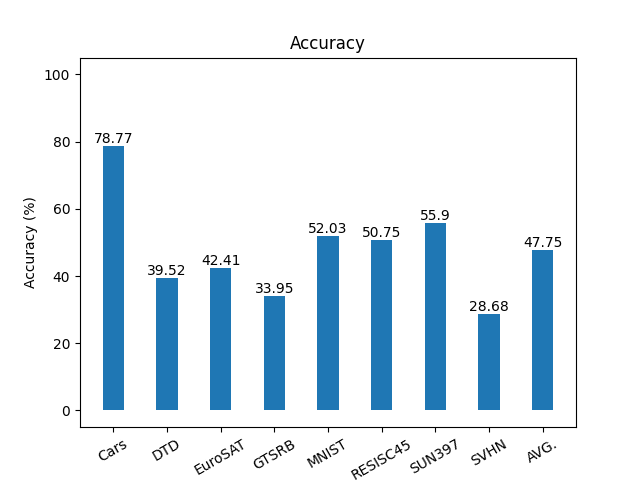 Accuracy
Accuracy (%)
100
80
60
40
20
0
78.77
39.52
42.41
33.95
52.03
50.75
55.9
28.68
47.75
Cars
DTD
EuroSAT
GTSRB
MNIST
RESISC45
SUN397
SVHN
AVG.